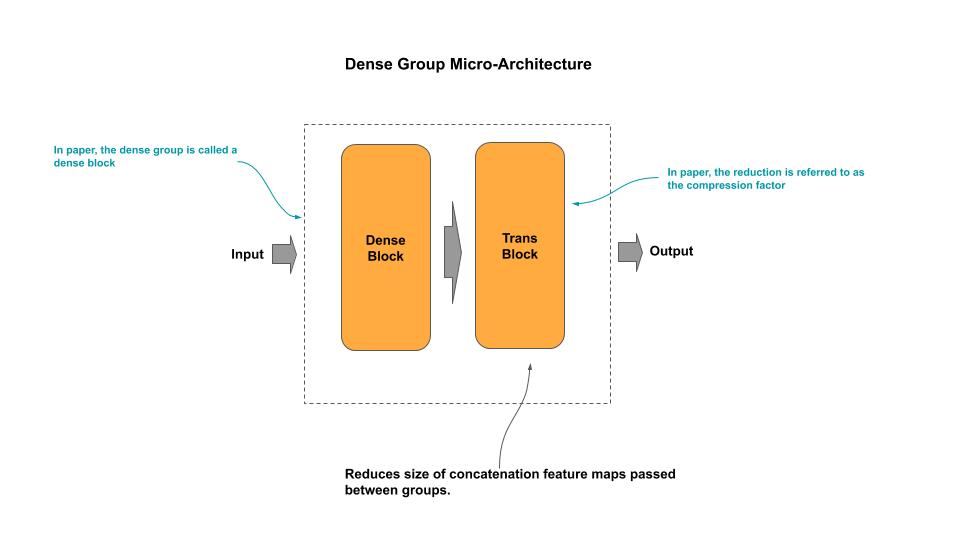 Dense Group Micro-Architecture
In paper, the dense group is called a
dense block
In paper, the reduction is referred to as
the compression factor
Input
Dense
Block
Trans
Block
Output
Reduces size of concatenation feature maps passed
between groups.